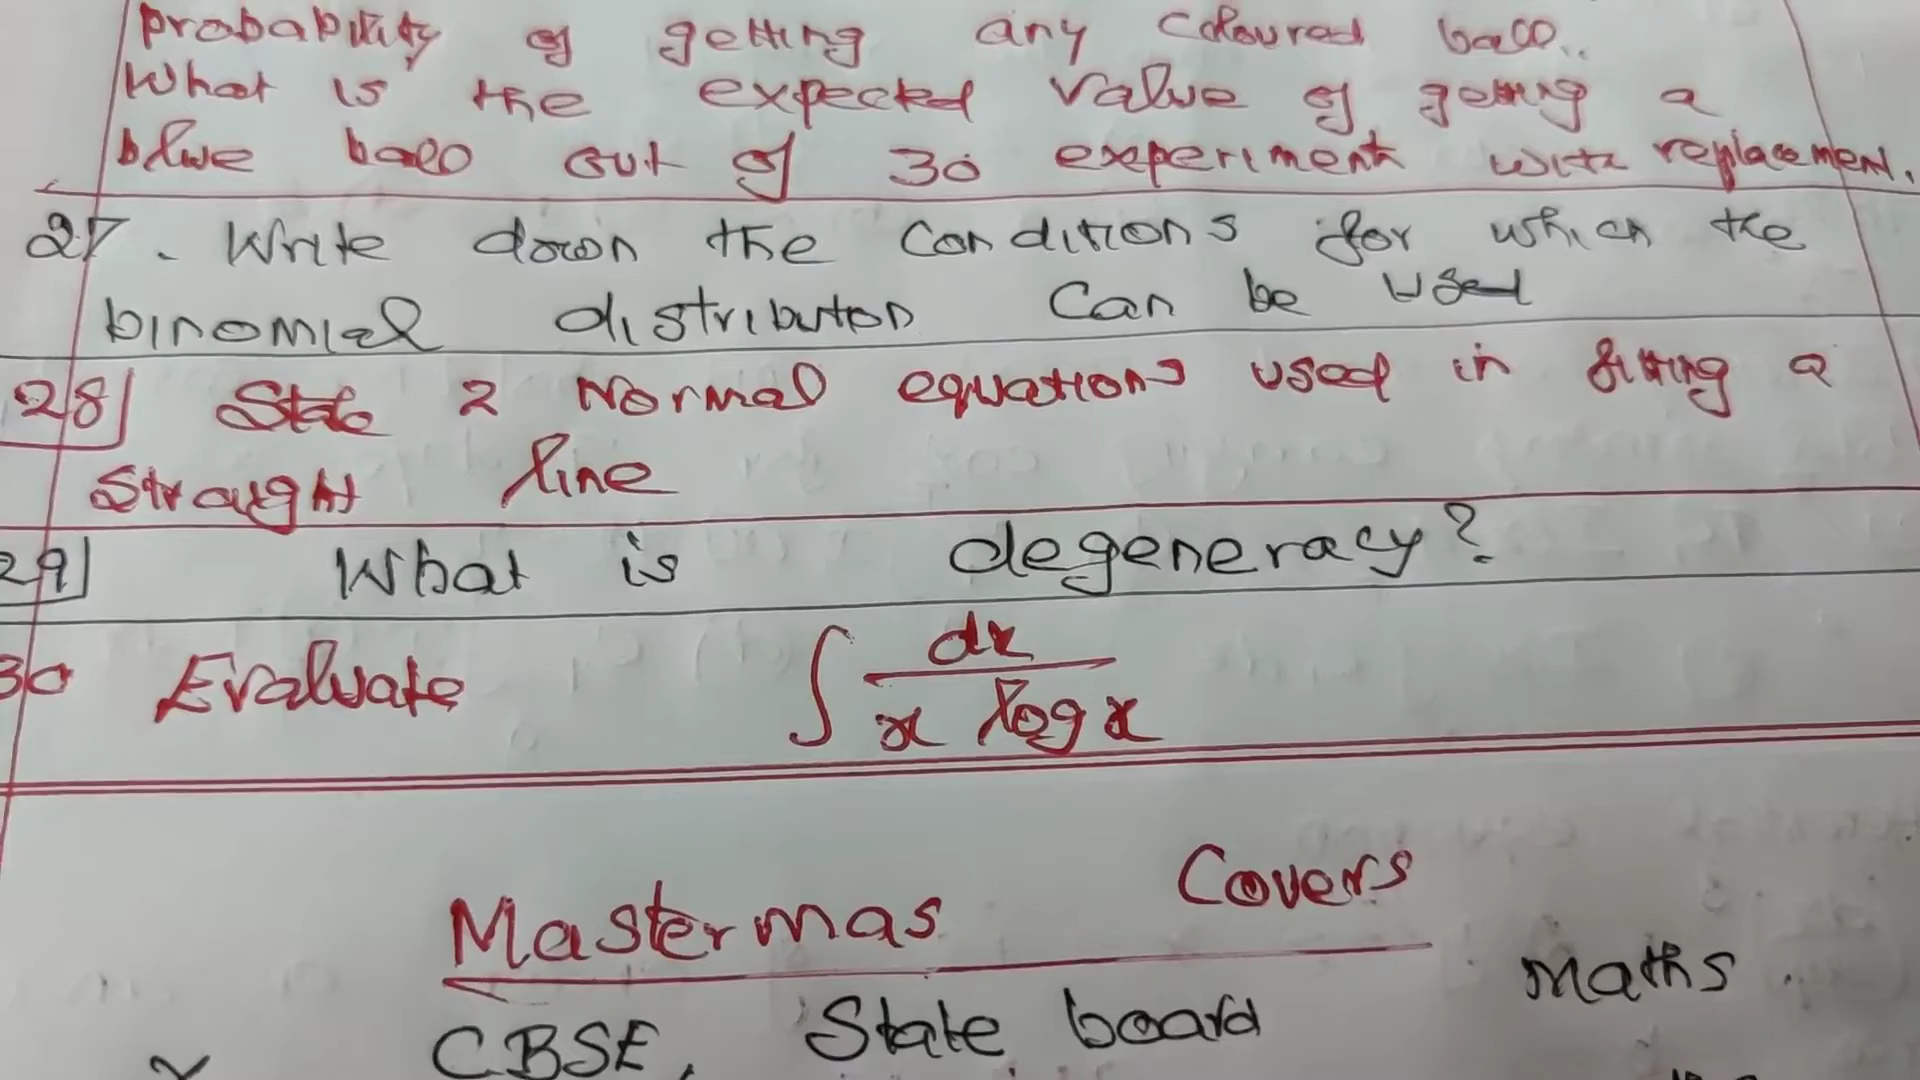 probability of getting any coloured ball.
What is the expected value of getting a
blue ball out of 30 experiment with replacement.
27. Write down the conditions for which the
binomial distribution can be used
28] State 2 Normal equations used in fitting a
straight line
29] What is degeneracy?
30 Evaluate ∫ dx / x log x
Mastermas Covers
CBSE, State board maths